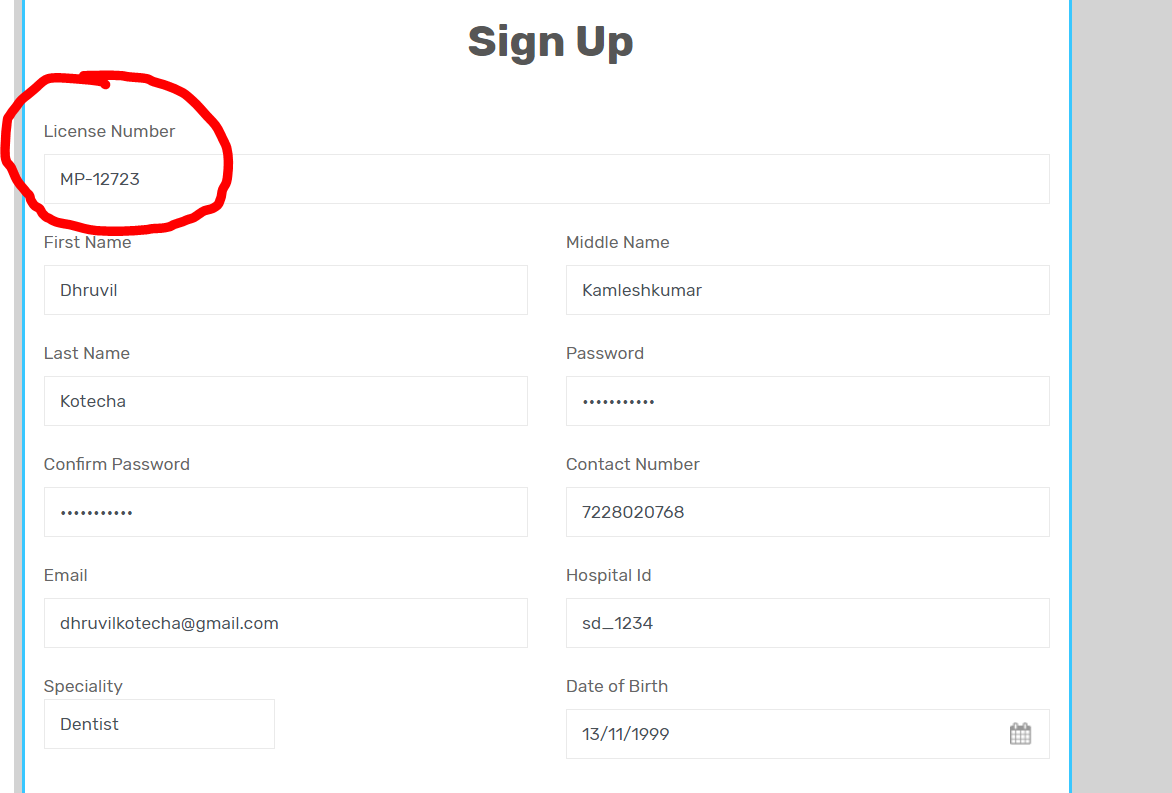 Sign Up
License Number
MP-12723
First Name Middle Name
Dhruvil Kamleshkumar
Last Name Password
Kotecha •••••••••••
Confirm Password Contact Number
••••••••••• 7228020768
Email Hospital Id
dhruvilkotecha@gmail.com sd_1234
Speciality Date of Birth
Dentist 13/11/1999